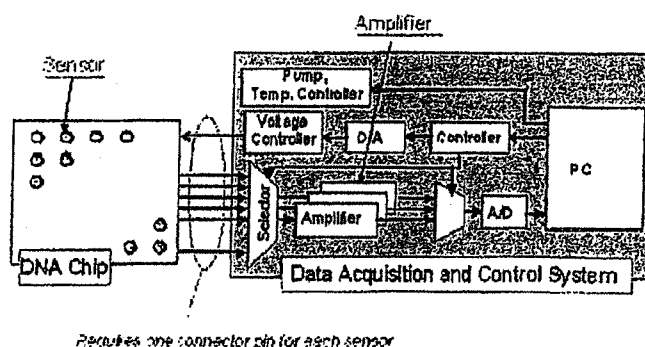 Amplifier
Sensor
Pump,
Temp. Controller
Voltage
Controller
D/A
Controller
PC
Selector
Amplifier
A/D
DNA Chip
Data Acquisition and Control System
Requires one connector pin for each sensor